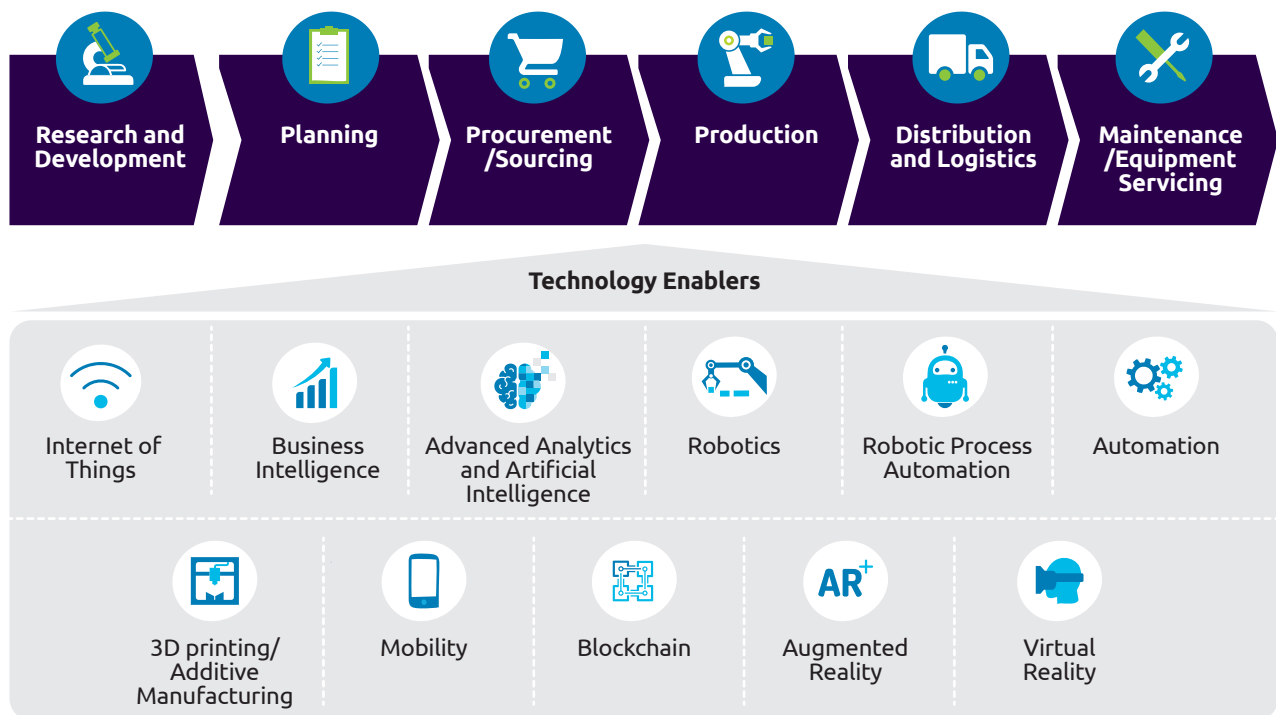 Research and
Development
Planning
Procurement
/Sourcing
Production
Distribution
and Logistics
Maintenance
/Equipment
Servicing
Technology Enablers
Internet of
Things
Business
Intelligence
Advanced Analytics
and Artificial
Intelligence
Robotics
Robotic Process
Automation
Automation
3D printing/
Additive
Manufacturing
Mobility
Blockchain
AR+
Augmented
Reality
Virtual
Reality